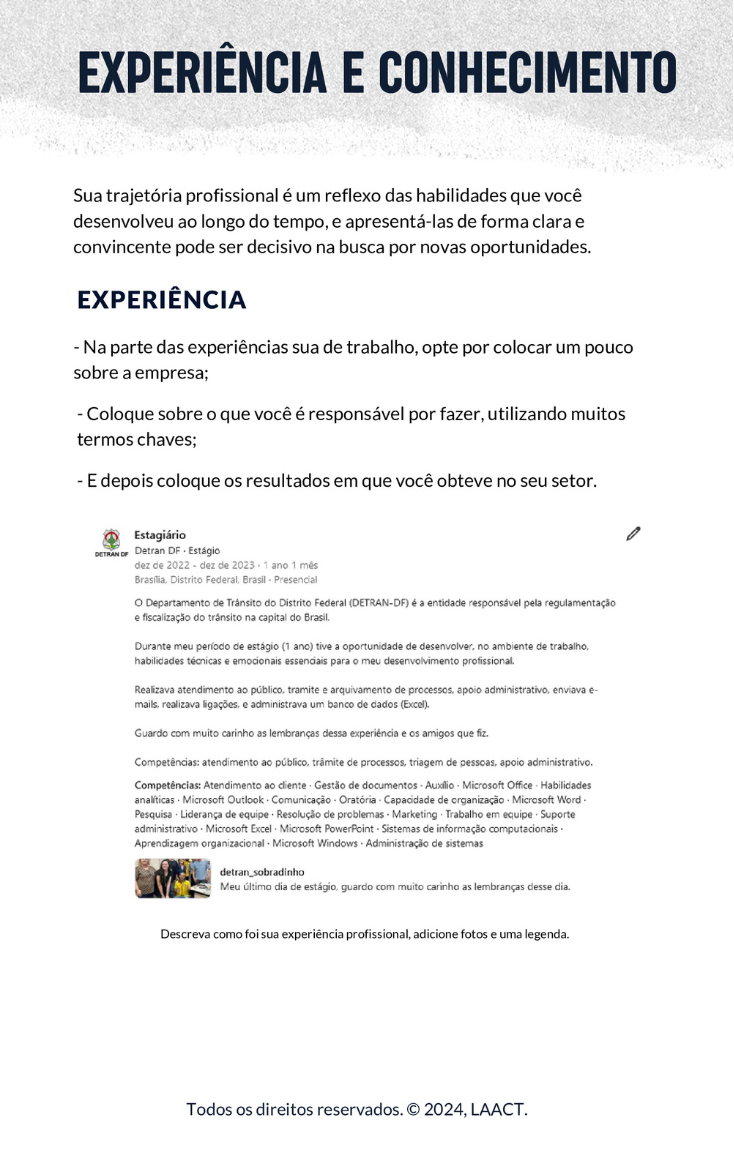 EXPERIÊNCIA E CONHECIMENTO
Sua trajetória profissional é um reflexo das habilidades que você
desenvolveu ao longo do tempo, e apresentá-las de forma clara e
convincente pode ser decisivo na busca por novas oportunidades.
EXPERIÊNCIA
- Na parte das experiências sua de trabalho, opte por colocar um pouco
sobre a empresa;
- Coloque sobre o que você é responsável por fazer, utilizando muitos
termos chaves;
- E depois coloque os resultados em que você obteve no seu setor.
DETRAN DF
Estagiário
Detran DF · Estágio
dez de 2022 - dez de 2023 · 1 ano 1 mês
Brasília, Distrito Federal, Brasil · Presencial
O Departamento de Trânsito do Distrito Federal (DETRAN-DF) é a entidade responsável pela regulamentação
e fiscalização do trânsito na capital do Brasil.
Durante meu período de estágio (1 ano) tive a oportunidade de desenvolver, no ambiente de trabalho,
habilidades técnicas e emocionais essenciais para o meu desenvolvimento profissional.
Realizava atendimento ao público, tramite e arquivamento de processos, apoio administrativo, enviava e-
mails, realizava ligações, e administrava um banco de dados (Excel).
Guardo com muito carinho as lembranças dessa experiência e os amigos que fiz.
Competências: atendimento ao público, trâmite de processos, triagem de pessoas, apoio administrativo.
Competências: Atendimento ao cliente · Gestão de documentos · Auxílio · Microsoft Office · Habilidades
analíticas · Microsoft Outlook · Comunicação · Oratória · Capacidade de organização · Microsoft Word ·
Pesquisa · Liderança de equipe · Resolução de problemas · Marketing · Trabalho em equipe · Suporte
administrativo · Microsoft Excel · Microsoft PowerPoint · Sistemas de informação computacionais ·
Aprendizagem organizacional · Microsoft Windows · Administração de sistemas
detran_sobradinho
Meu último dia de estágio, guardo com muito carinho as lembranças desse dia.
Descreva como foi sua experiência profissional, adicione fotos e uma legenda.
Todos os direitos reservados. © 2024, LAACT.